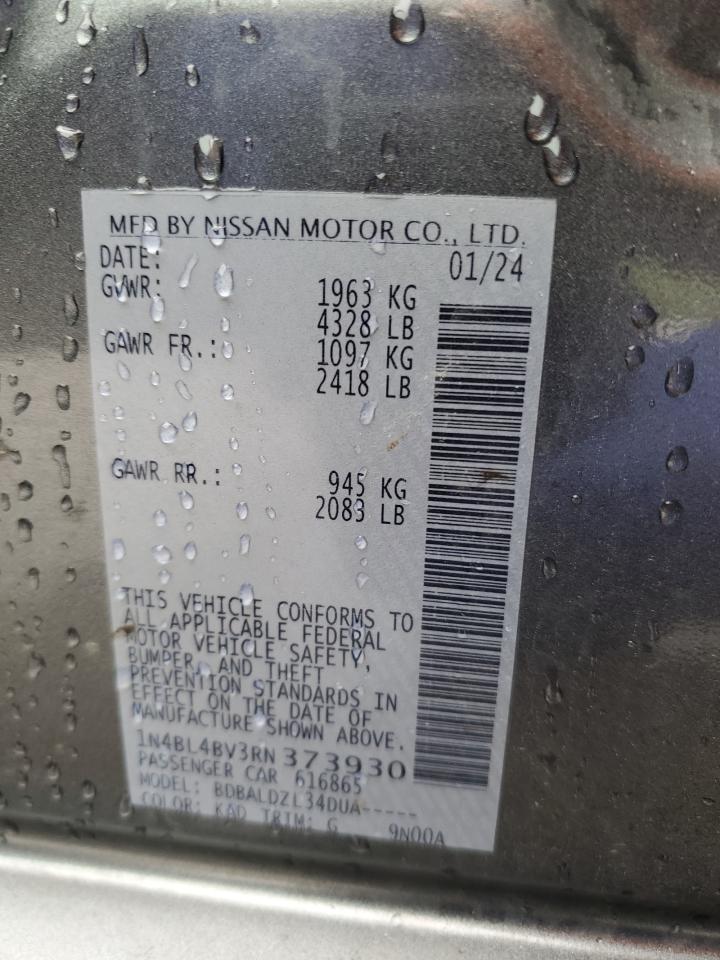 MFD BY NISSAN MOTOR CO., LTD.
DATE: 01/24
GVWR: 1963 KG
4328 LB
GAWR FR.: 1097 KG
2418 LB
GAWR RR.: 945 KG
2083 LB
THIS VEHICLE CONFORMS TO
ALL APPLICABLE FEDERAL
MOTOR VEHICLE SAFETY,
BUMPER, AND THEFT
PREVENTION STANDARDS IN
EFFECT ON THE DATE OF
MANUFACTURE SHOWN ABOVE.
1N4BL4BV3RN373930
PASSENGER CAR 616865
MODEL: BDBALDZL34DUA-----
COLOR: KAD TRIM: G 9N00A